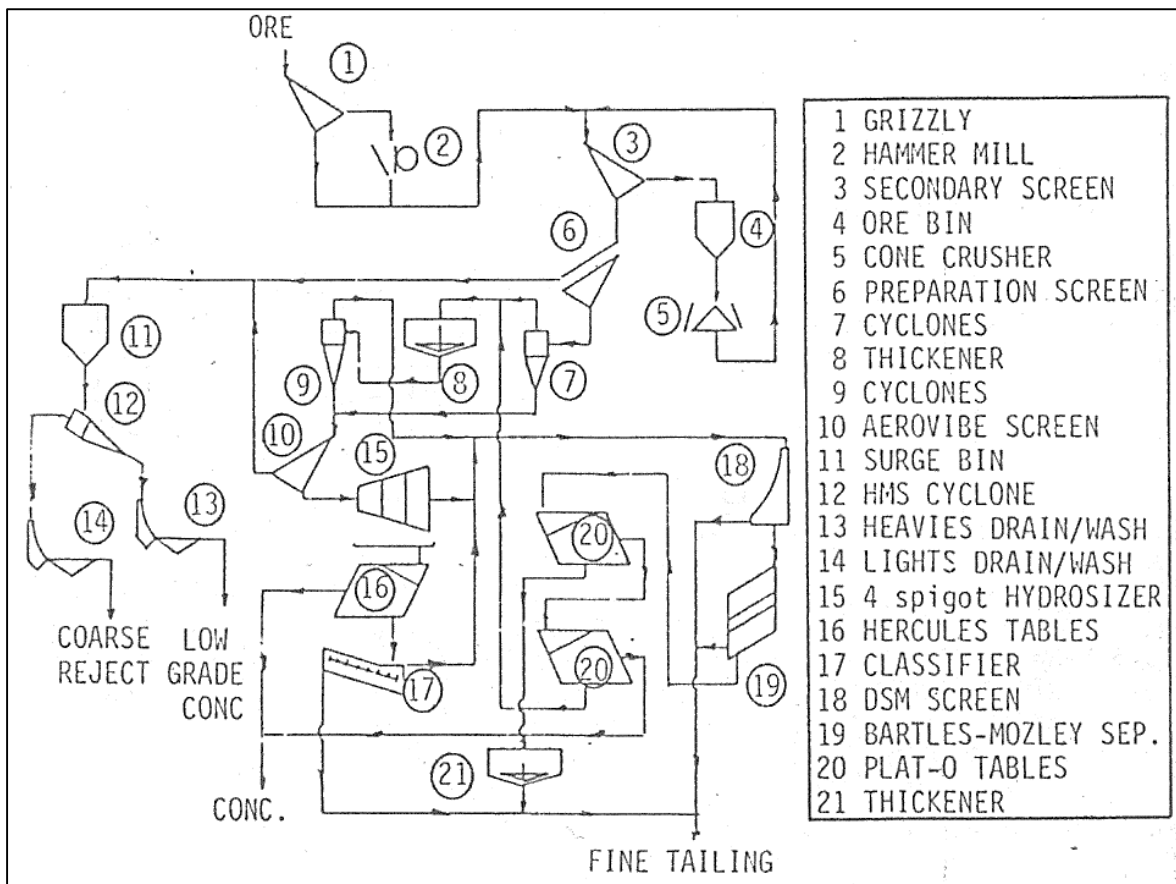 ORE
1
2
3
4
5
6
7
8
9
10
11
12
13
14
15
16
17
18
19
20
20
21
COARSE REJECT
LOW GRADE CONC
CONC.
FINE TAILING
1 GRIZZLY
2 HAMMER MILL
3 SECONDARY SCREEN
4 ORE BIN
5 CONE CRUSHER
6 PREPARATION SCREEN
7 CYCLONES
8 THICKENER
9 CYCLONES
10 AEROVIBE SCREEN
11 SURGE BIN
12 HMS CYCLONE
13 HEAVIES DRAIN/WASH
14 LIGHTS DRAIN/WASH
15 4 spigot HYDROSIZER
16 HERCULES TABLES
17 CLASSIFIER
18 DSM SCREEN
19 BARTLES-MOZLEY SEP.
20 PLAT-O TABLES
21 THICKENER